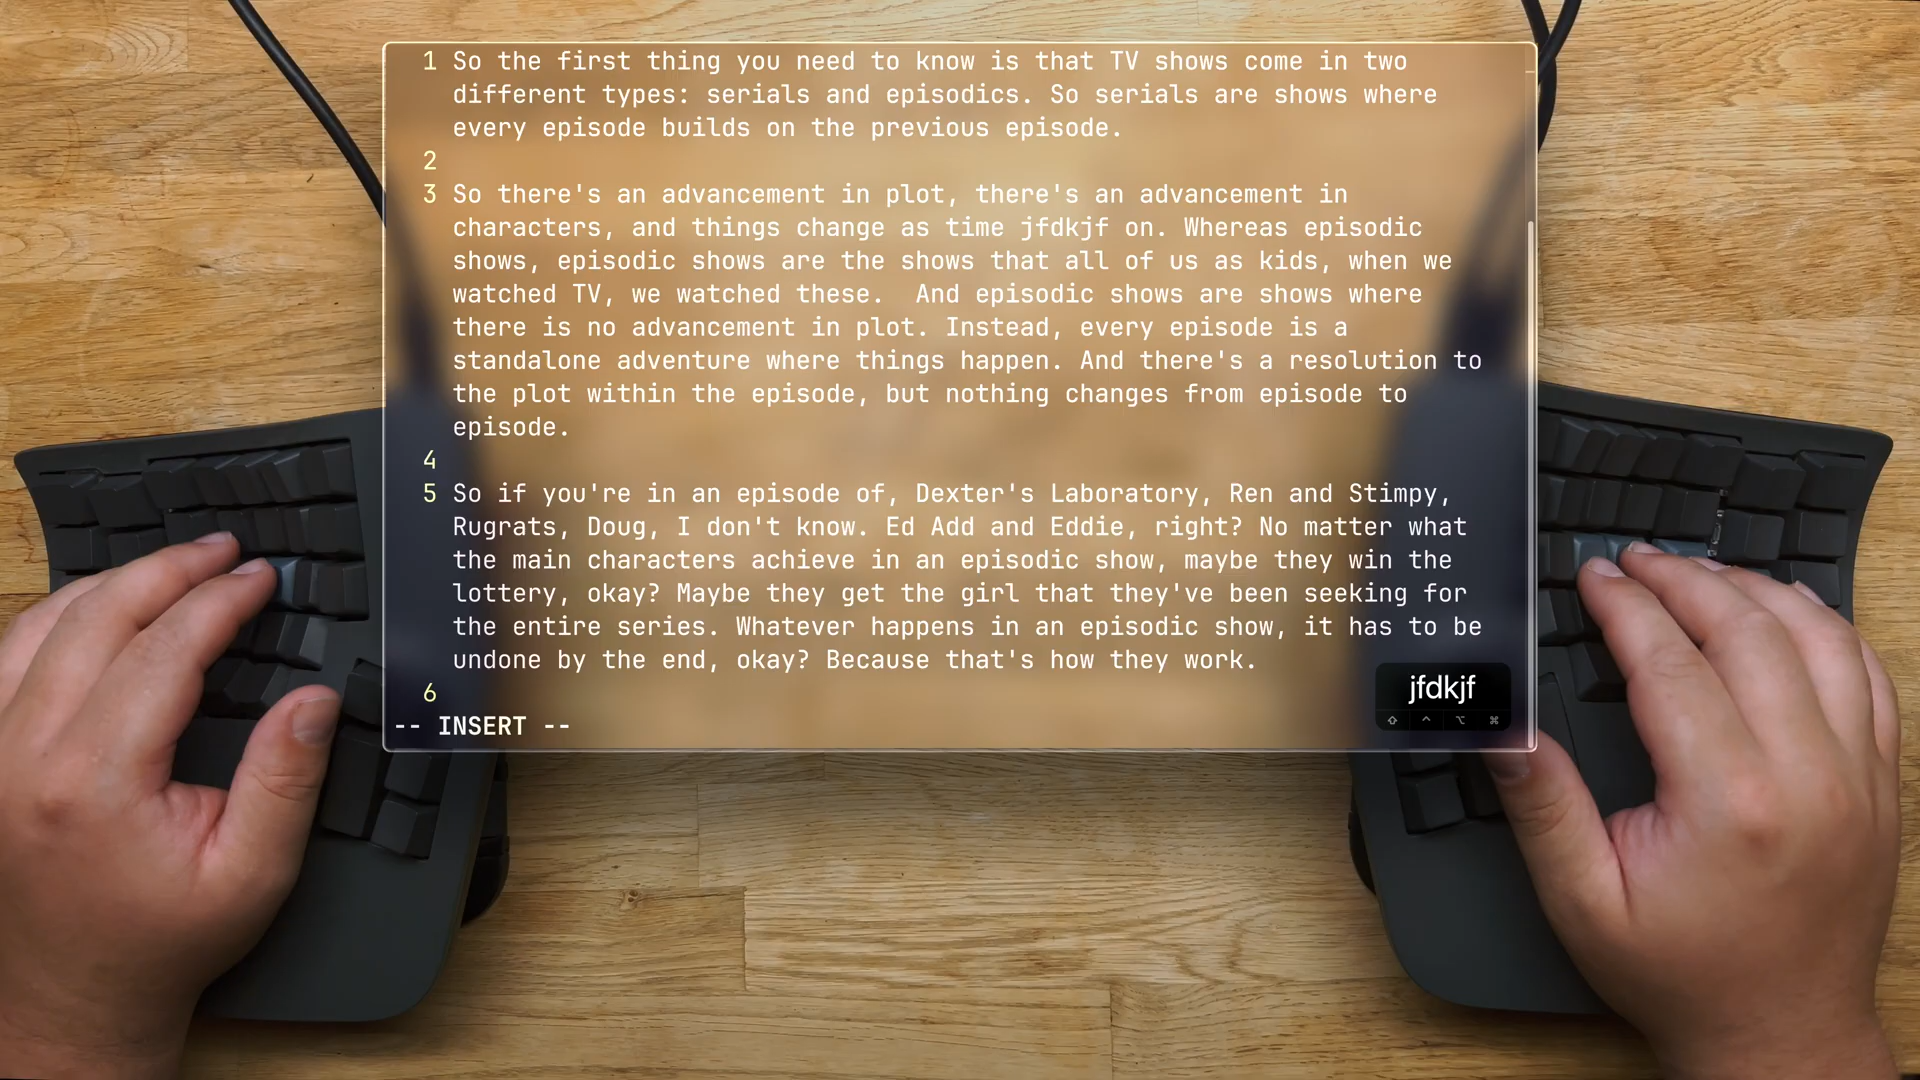 1 So the first thing you need to know is that TV shows come in two
different types: serials and episodics. So serials are shows where
every episode builds on the previous episode.
2
3 So there's an advancement in plot, there's an advancement in
characters, and things change as time jfdkjf on. Whereas episodic
shows, episodic shows are the shows that all of us as kids, when we
watched TV, we watched these.  And episodic shows are shows where
there is no advancement in plot. Instead, every episode is a
standalone adventure where things happen. And there's a resolution to
the plot within the episode, but nothing changes from episode to
episode.
4
5 So if you're in an episode of, Dexter's Laboratory, Ren and Stimpy,
Rugrats, Doug, I don't know. Ed Add and Eddie, right? No matter what
the main characters achieve in an episodic show, maybe they win the
lottery, okay? Maybe they get the girl that they've been seeking for
the entire series. Whatever happens in an episodic show, it has to be
undone by the end, okay? Because that's how they work.
6
-- INSERT --
jfdkjf